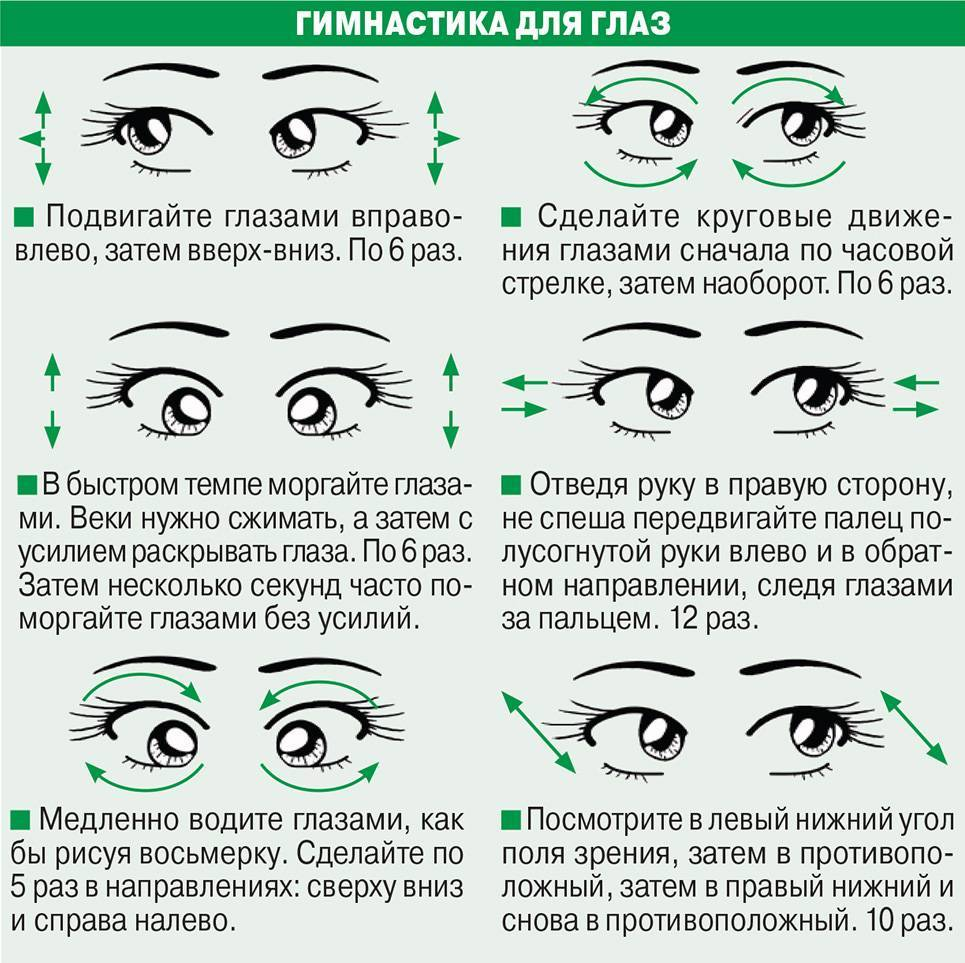 ГИМНАСТИКА ДЛЯ ГЛАЗ
Подвигайте глазами вправо-
влево, затем вверх-вниз. По 6 раз.
Сделайте круговые движе-
ния глазами сначала по часовой
стрелке, затем наоборот. По 6 раз.
В быстром темпе моргайте глаза-
ми. Веки нужно сжимать, а затем с
усилием раскрывать глаза. По 6 раз.
Затем несколько секунд часто по-
моргайте глазами без усилий.
Отведя руку в правую сторону,
не спеша передвигайте палец по-
лусогнутой руки влево и в обрат-
ном направлении, следя глазами
за пальцем. 12 раз.
Медленно водите глазами, как
бы рисуя восьмерку. Сделайте по
5 раз в направлениях: сверху вниз
и справа налево.
Посмотрите в левый нижний угол
поля зрения, затем в противопо-
ложный, затем в правый нижний и
снова в противоположный. 10 раз.